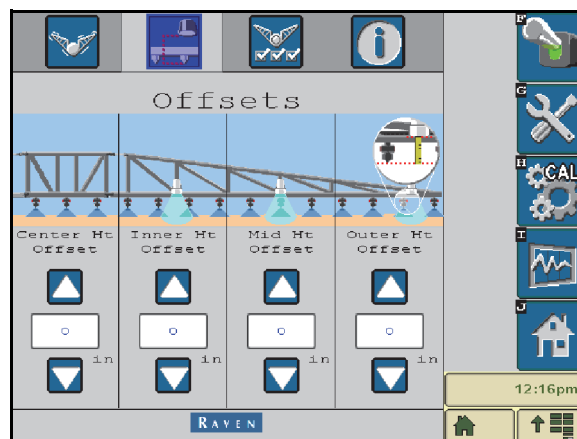 F
Offsets
G
CAL
H
Center Ht Inner Ht Mid Ht Outer Ht
Offset Offset Offset Offset
I
0 0 0 0
J
in in in in
12:16pm
RAVEN